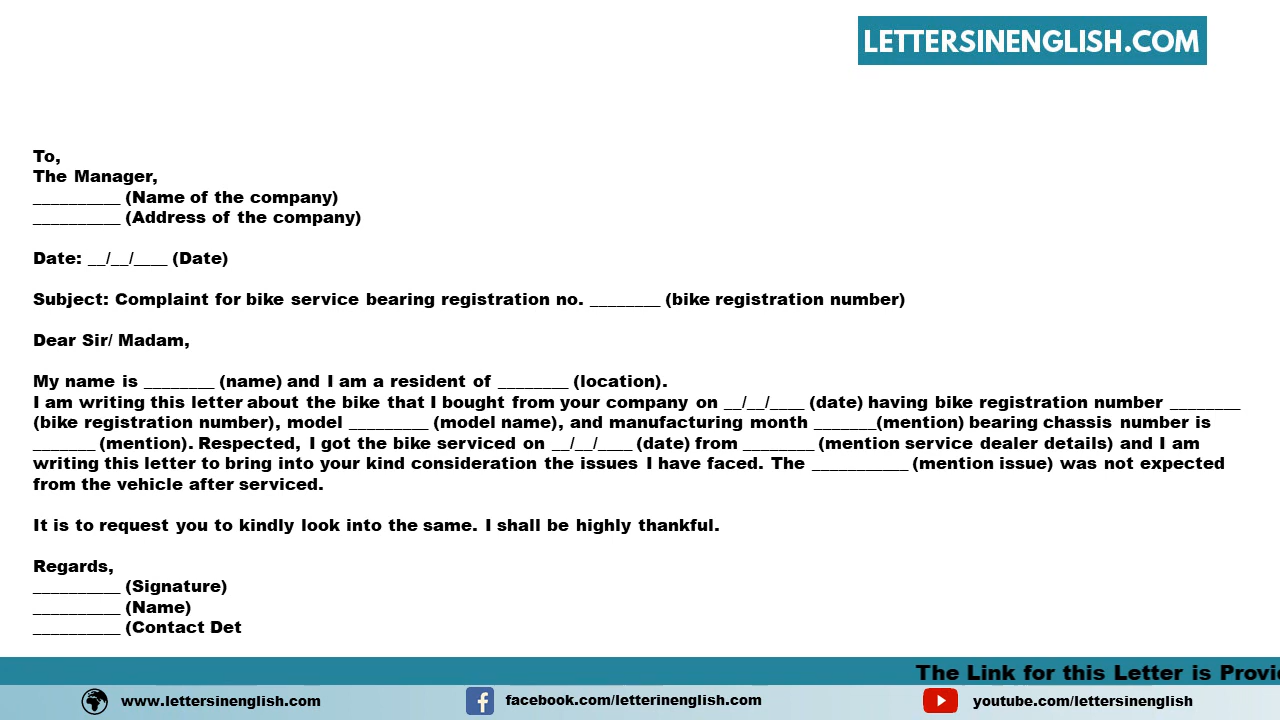 LETTERSINENGLISH.COM
To,
The Manager,
__________ (Name of the company)
__________ (Address of the company)
Date: __/__/____ (Date)
Subject: Complaint for bike service bearing registration no. ________ (bike registration number)
Dear Sir/ Madam,
My name is ________ (name) and I am a resident of ________ (location).
I am writing this letter about the bike that I bought from your company on __/__/____ (date) having bike registration number ________
(bike registration number), model _________ (model name), and manufacturing month _______(mention) bearing chassis number is
_______ (mention). Respected, I got the bike serviced on __/__/____ (date) from ________ (mention service dealer details) and I am
writing this letter to bring into your kind consideration the issues I have faced. The ___________ (mention issue) was not expected
from the vehicle after serviced.
It is to request you to kindly look into the same. I shall be highly thankful.
Regards,
__________ (Signature)
__________ (Name)
__________ (Contact Det
The Link for this Letter is Provi
www.lettersinenglish.com
facebook.com/letterinenglish.com
youtube.com/lettersinenglish